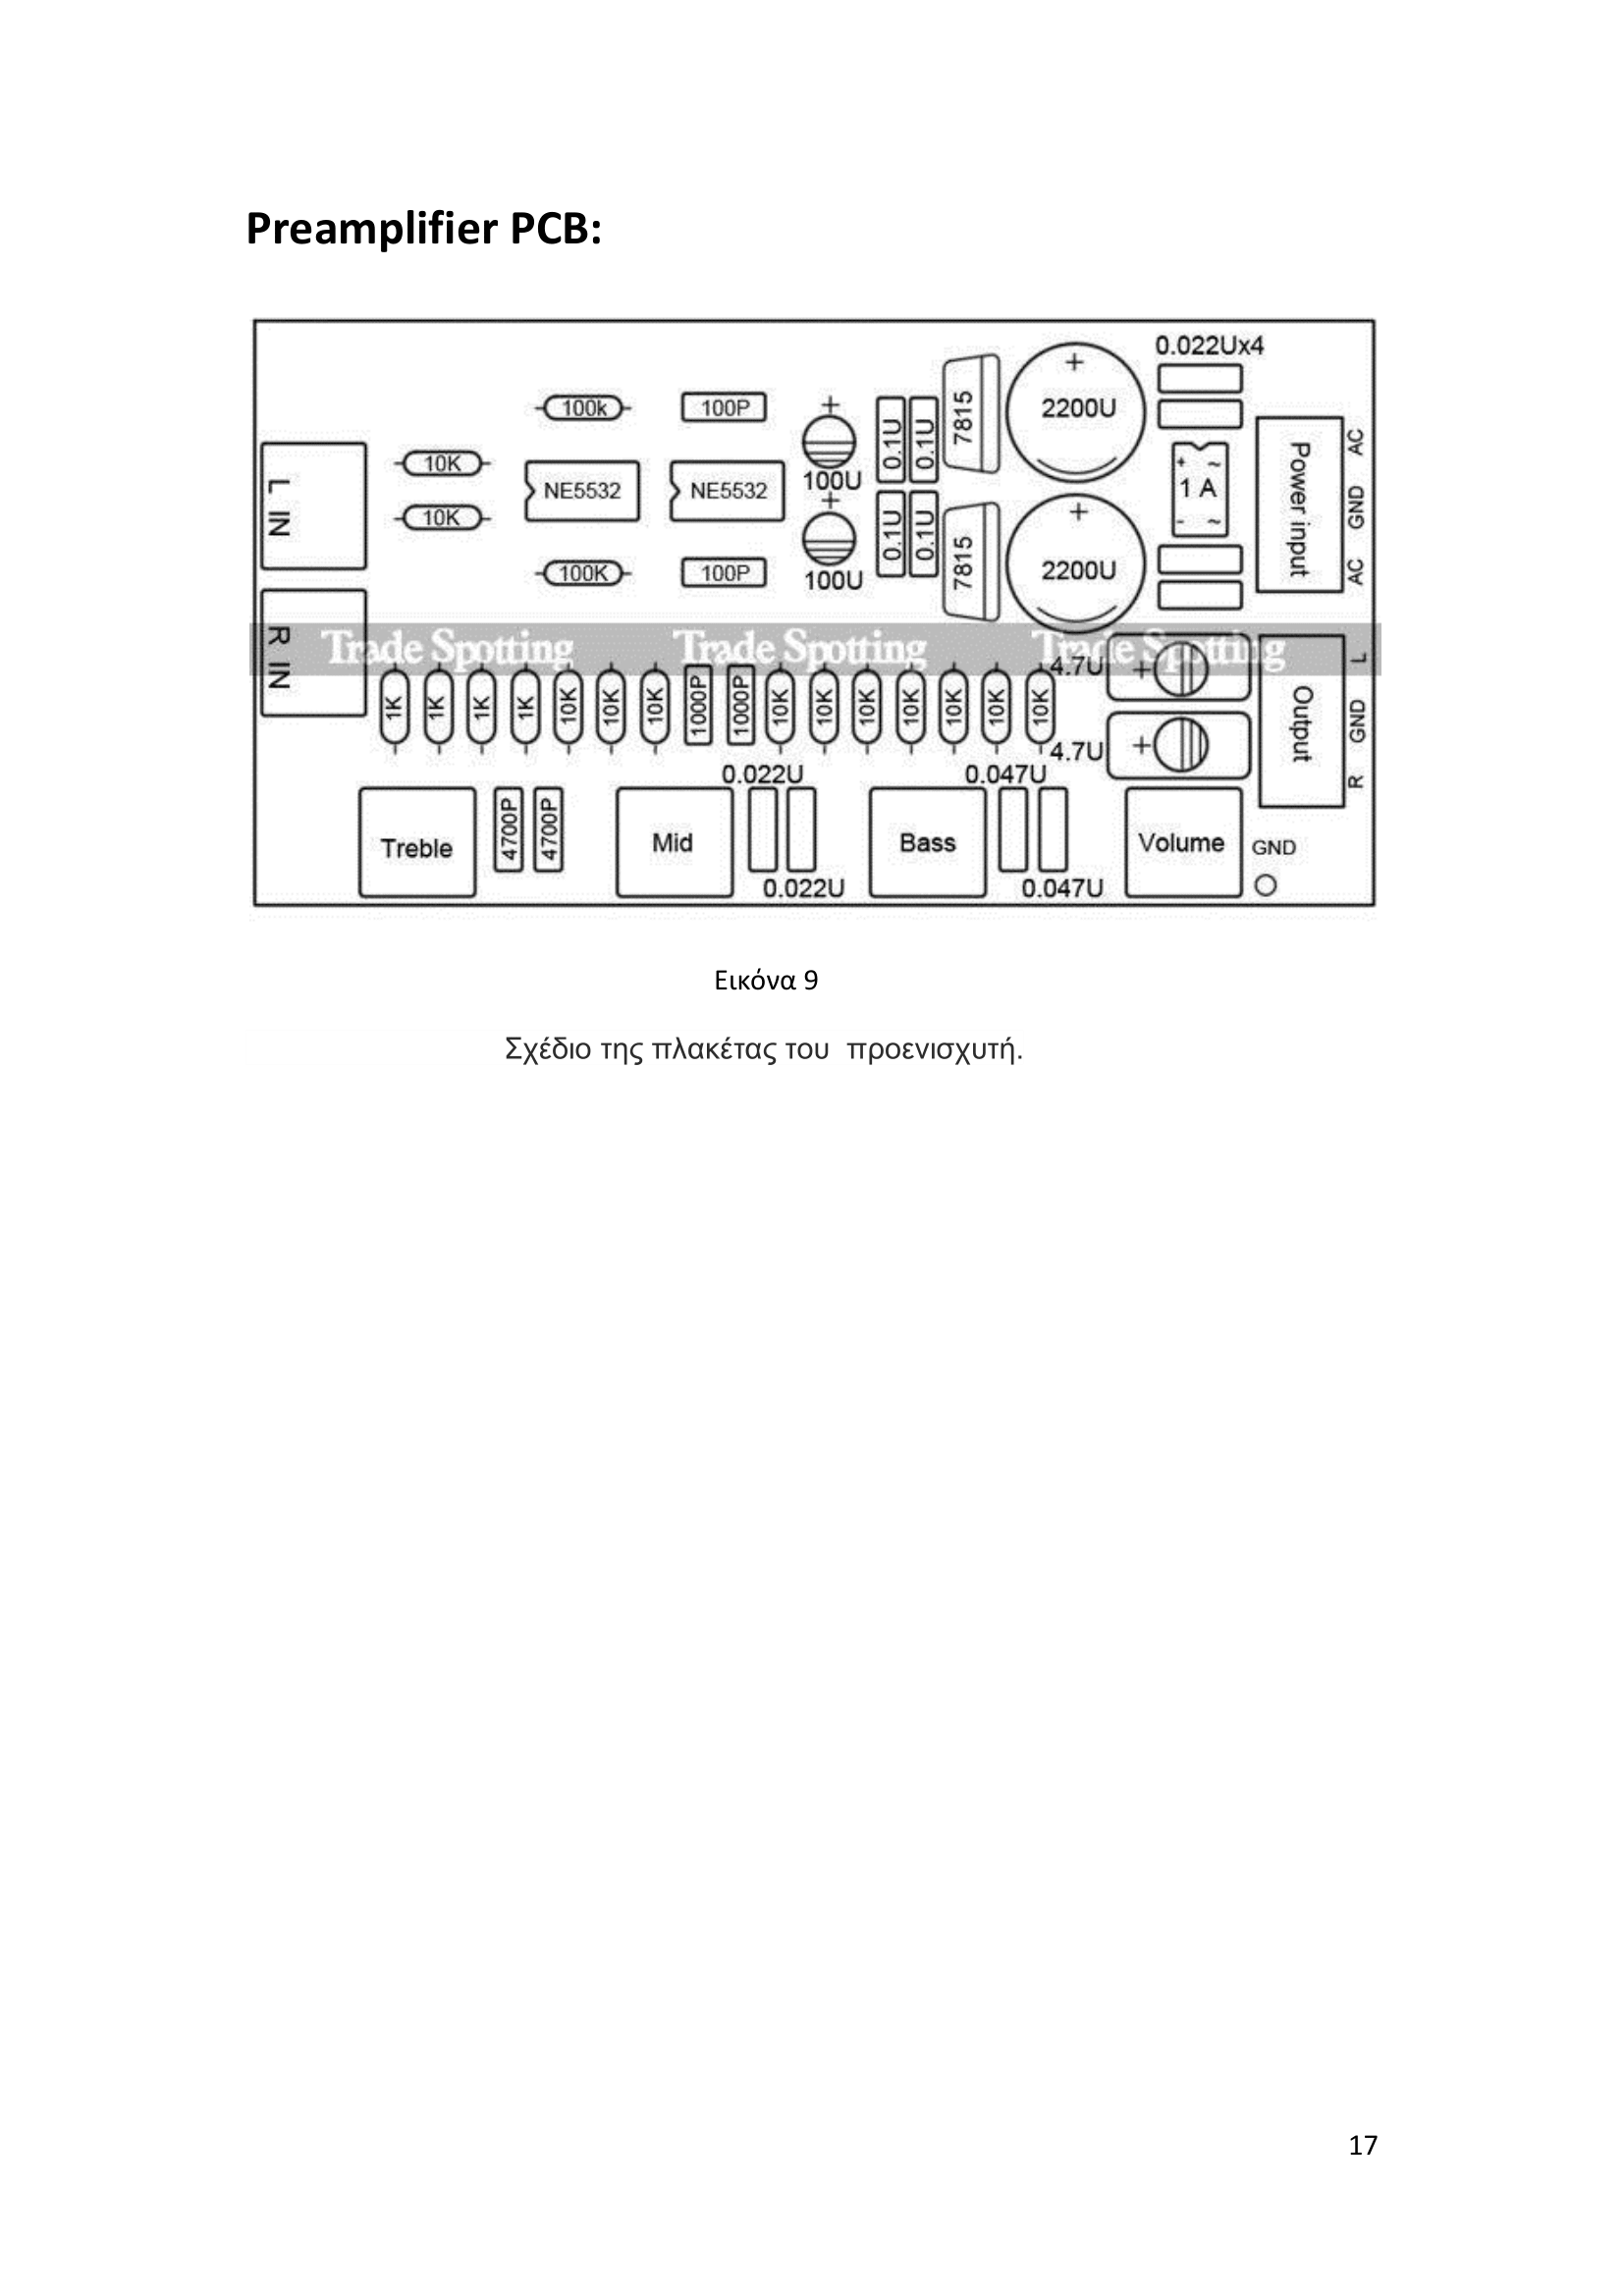 Preamplifier PCB:
0.022Ux4
100k
100P
+
0.1U
0.1U
7815
+
2200U
AC
GND
AC
Power input
10K
L IN
NE5532
NE5532
100U
+ ~
1 A
- ~
10K
+
0.1U
0.1U
7815
+
2200U
100K
100P
100U
R IN
Trade Spotting
Trade Spotting
Trade Spotting
1K
1K
1K
1K
10K
10K
10K
1000P
1000P
10K
10K
10K
10K
10K
10K
10K
4.7U
+
4.7U
+
Output
L
GND
R
0.022U
0.047U
Treble
4700P
4700P
Mid
Bass
Volume
GND
0.022U
0.047U
Εικόνα 9
Σχέδιο της πλακέτας του προενισχυτή.
17